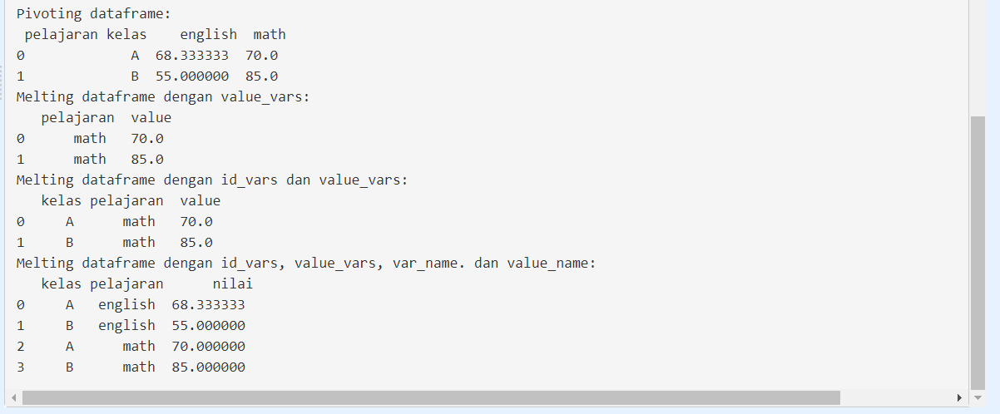 Pivoting dataframe:
 pelajaran kelas    english  math
0             A  68.333333  70.0
1             B  55.000000  85.0
Melting dataframe dengan value_vars:
   pelajaran  value
0      math   70.0
1      math   85.0
Melting dataframe dengan id_vars dan value_vars:
   kelas pelajaran  value
0     A      math   70.0
1     B      math   85.0
Melting dataframe dengan id_vars, value_vars, var_name. dan value_name:
   kelas pelajaran      nilai
0     A   english  68.333333
1     B   english  55.000000
2     A      math  70.000000
3     B      math  85.000000